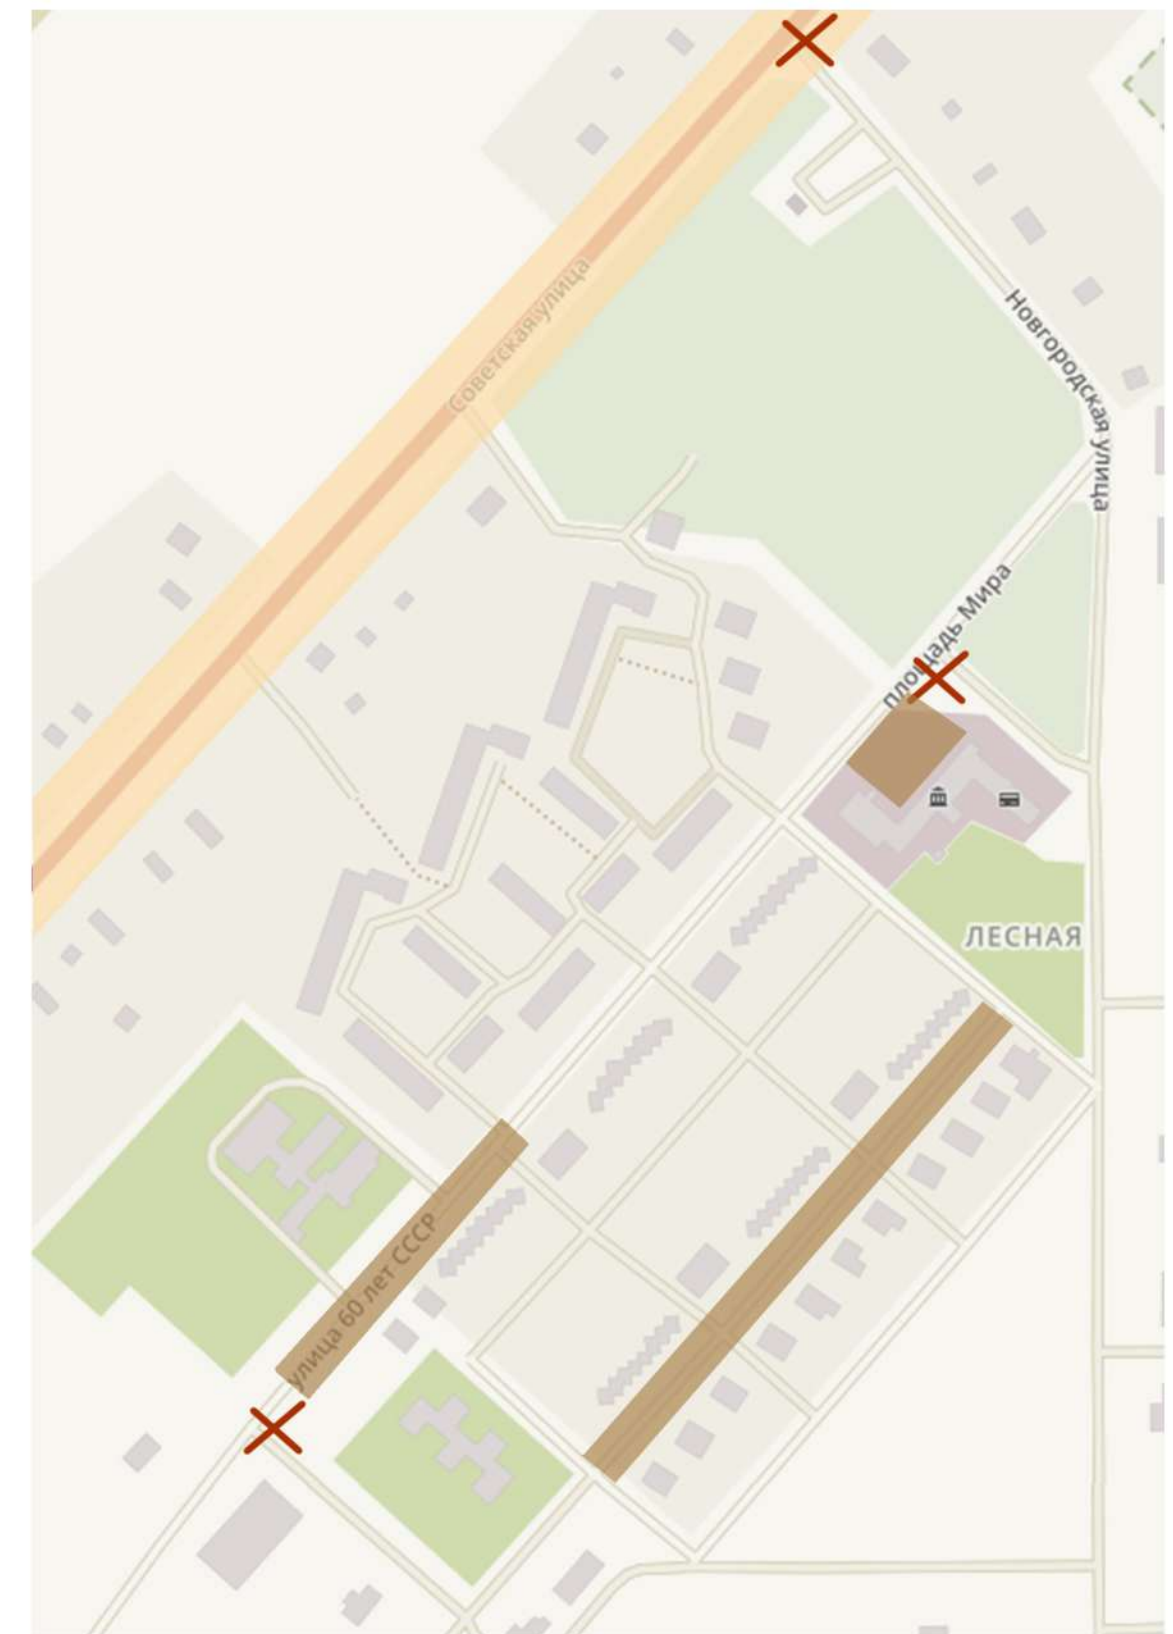 Советская улица
Новгородская улица
площадь Мира
ЛЕСНАЯ
улица 60 лет СССР